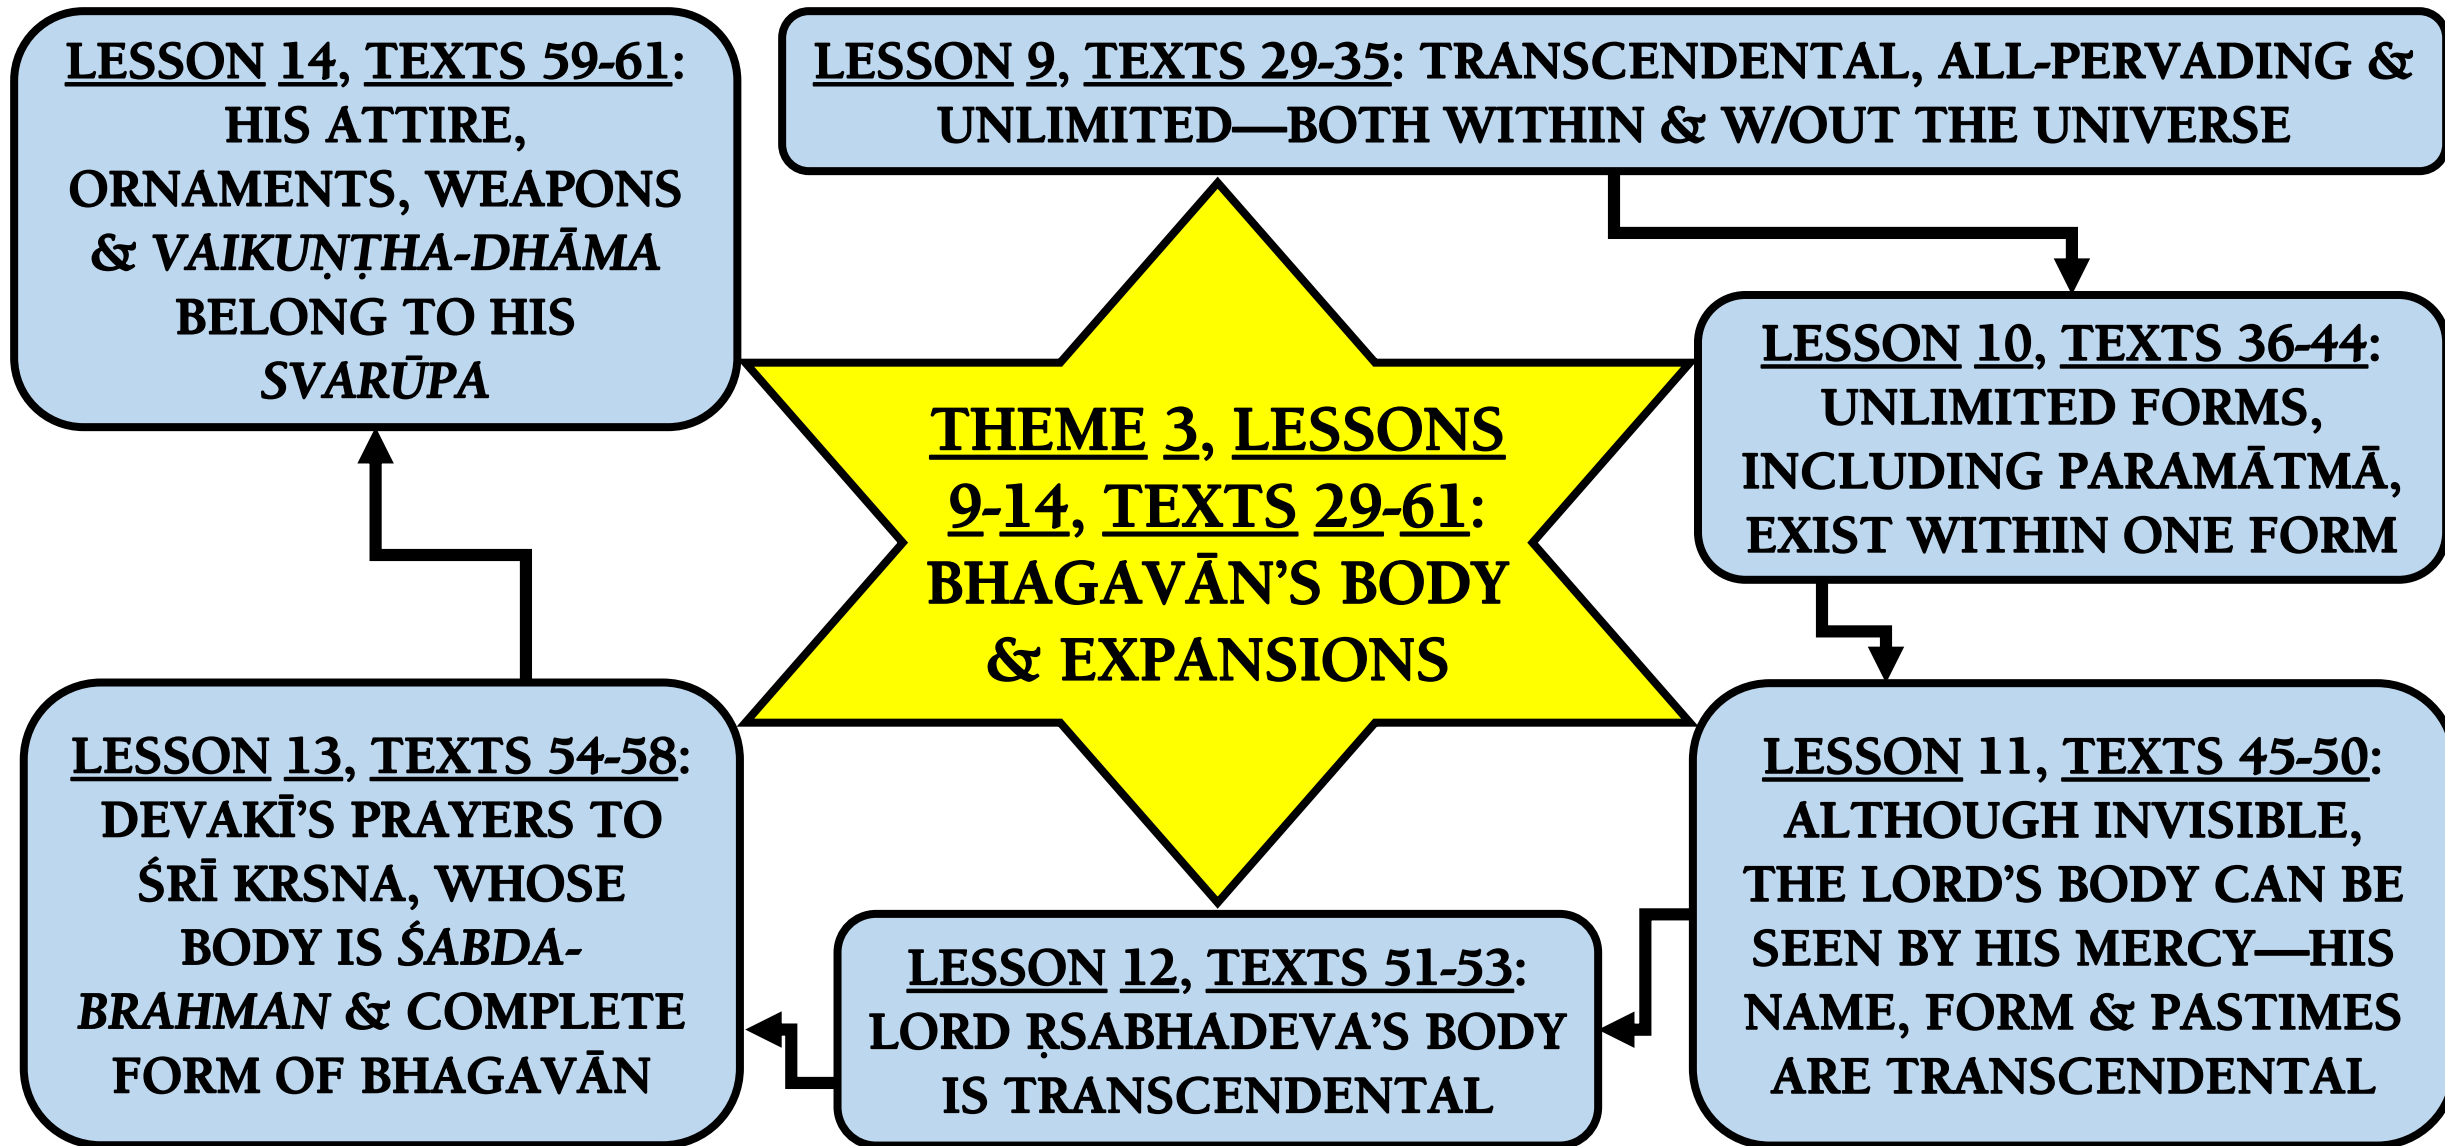 LESSON 9, TEXTS 29-35: TRANSCENDENTAL, ALL-PERVADING &
UNLIMITED—BOTH WITHIN & W/OUT THE UNIVERSE
LESSON 10, TEXTS 36-44:
UNLIMITED FORMS,
INCLUDING PARAMĀTMĀ,
EXIST WITHIN ONE FORM
LESSON 11, TEXTS 45-50:
ALTHOUGH INVISIBLE,
THE LORD’S BODY CAN BE
SEEN BY HIS MERCY—HIS
NAME, FORM & PASTIMES
ARE TRANSCENDENTAL
LESSON 12, TEXTS 51-53:
LORD ṚSABHADEVA’S BODY
IS TRANSCENDENTAL
LESSON 13, TEXTS 54-58:
DEVAKĪ’S PRAYERS TO
ŚRĪ KRSNA, WHOSE
BODY IS ŚABDA-
BRAHMAN & COMPLETE
FORM OF BHAGAVĀN
LESSON 14, TEXTS 59-61:
HIS ATTIRE,
ORNAMENTS, WEAPONS
& VAIKUṆṬHA-DHĀMA
BELONG TO HIS
SVARŪPA
THEME 3, LESSONS
9-14, TEXTS 29-61:
BHAGAVĀN’S BODY
& EXPANSIONS